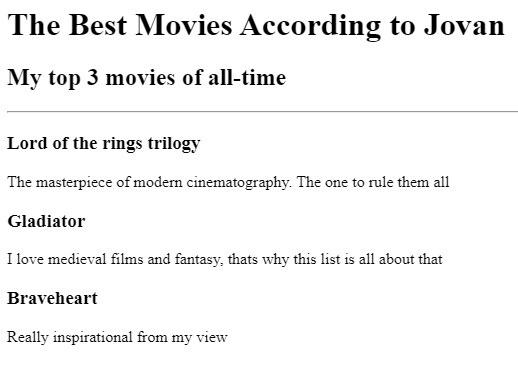 The Best Movies According to Jovan
My top 3 movies of all-time
Lord of the rings trilogy
The masterpiece of modern cinematography. The one to rule them all
Gladiator
I love medieval films and fantasy, thats why this list is all about that
Braveheart
Really inspirational from my view